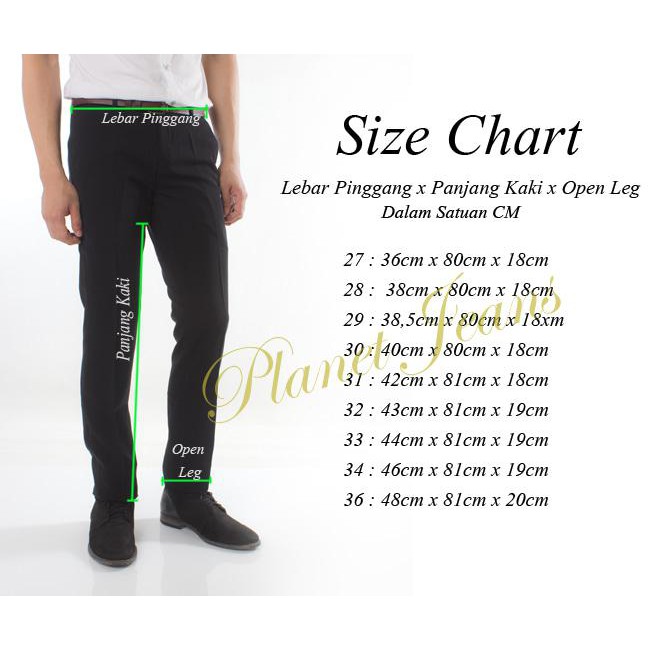 Size Chart
Lebar Pinggang x Panjang Kaki x Open Leg
Dalam Satuan CM
27 : 36cm x 80cm x 18cm
28 : 38cm x 80cm x 18cm
29 : 38,5cm x 80cm x 18xm
30 : 40cm x 80cm x 18cm
31 : 42cm x 81cm x 18cm
32 : 43cm x 81cm x 19cm
33 : 44cm x 81cm x 19cm
34 : 46cm x 81cm x 19cm
36 : 48cm x 81cm x 20cm
Lebar Pinggang
Panjang Kaki
Open
Leg
Planet Jean's